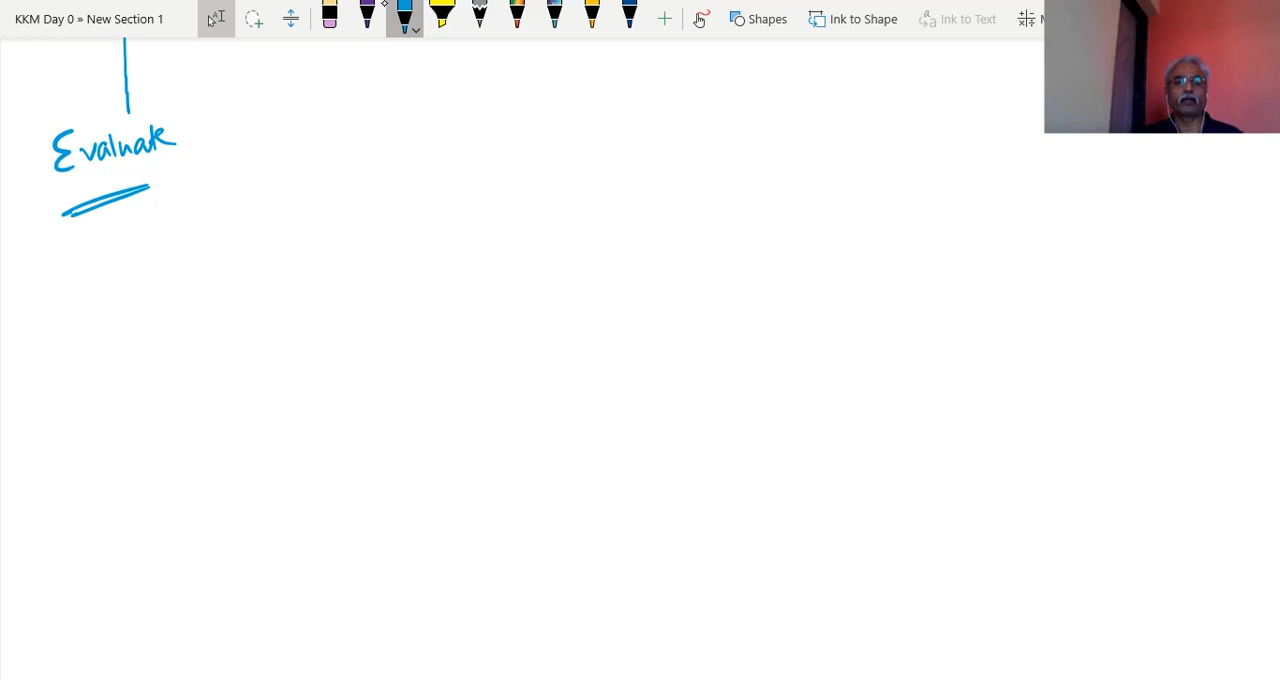 KKM Day 0 » New Section 1
Shapes
Ink to Shape
Ink to Text
Evaluate